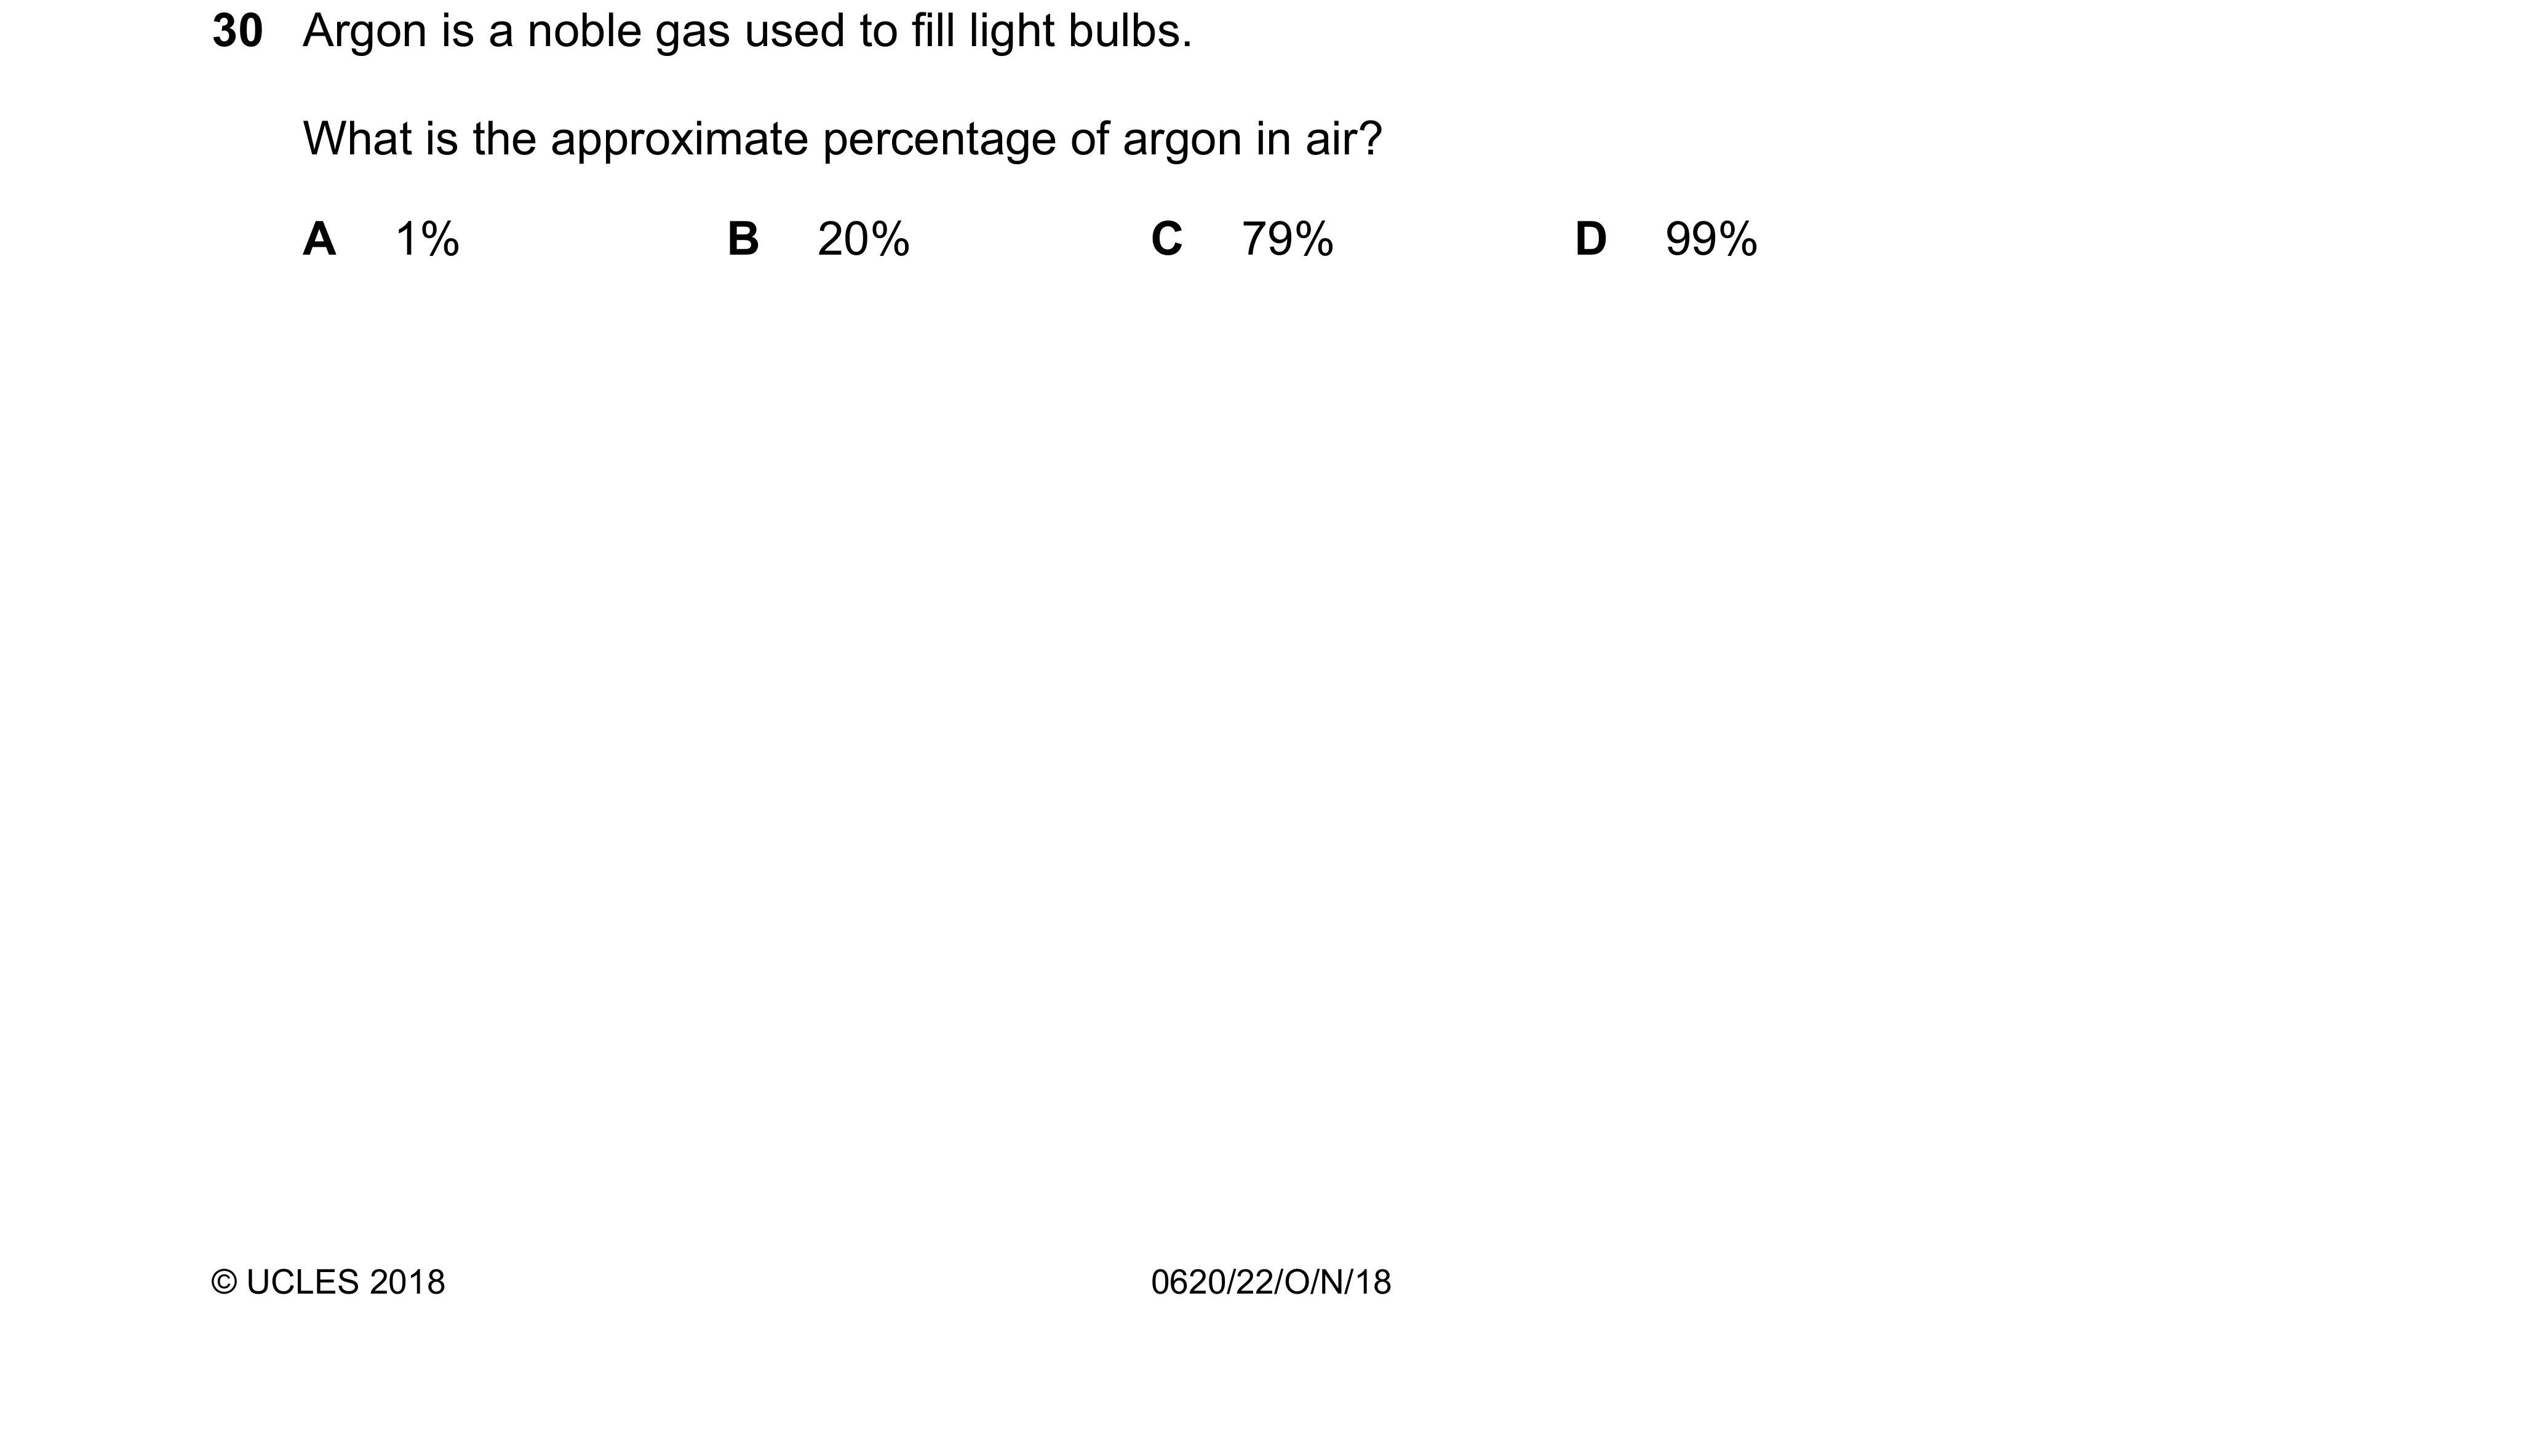 30 Argon is a noble gas used to fill light bulbs.
What is the approximate percentage of argon in air?
A 1% B 20% C 79% D 99%
© UCLES 2018 0620/22/O/N/18